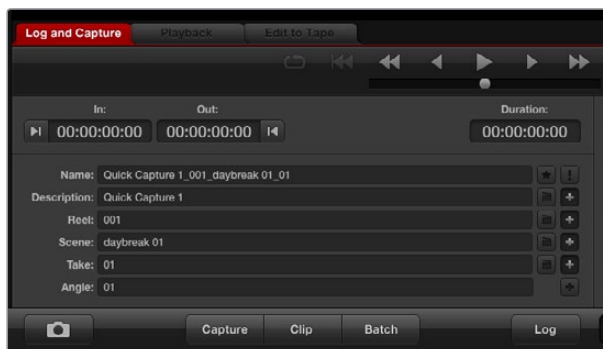 Log and Capture Playback Edit to Tape
In: Out: Duration:
00:00:00:00 00:00:00:00 00:00:00:00
Name: Quick Capture 1_001_daybreak 01_01
Description: Quick Capture 1
Reel: 001
Scene: daybreak 01
Take: 01
Angle: 01
Capture Clip Batch Log